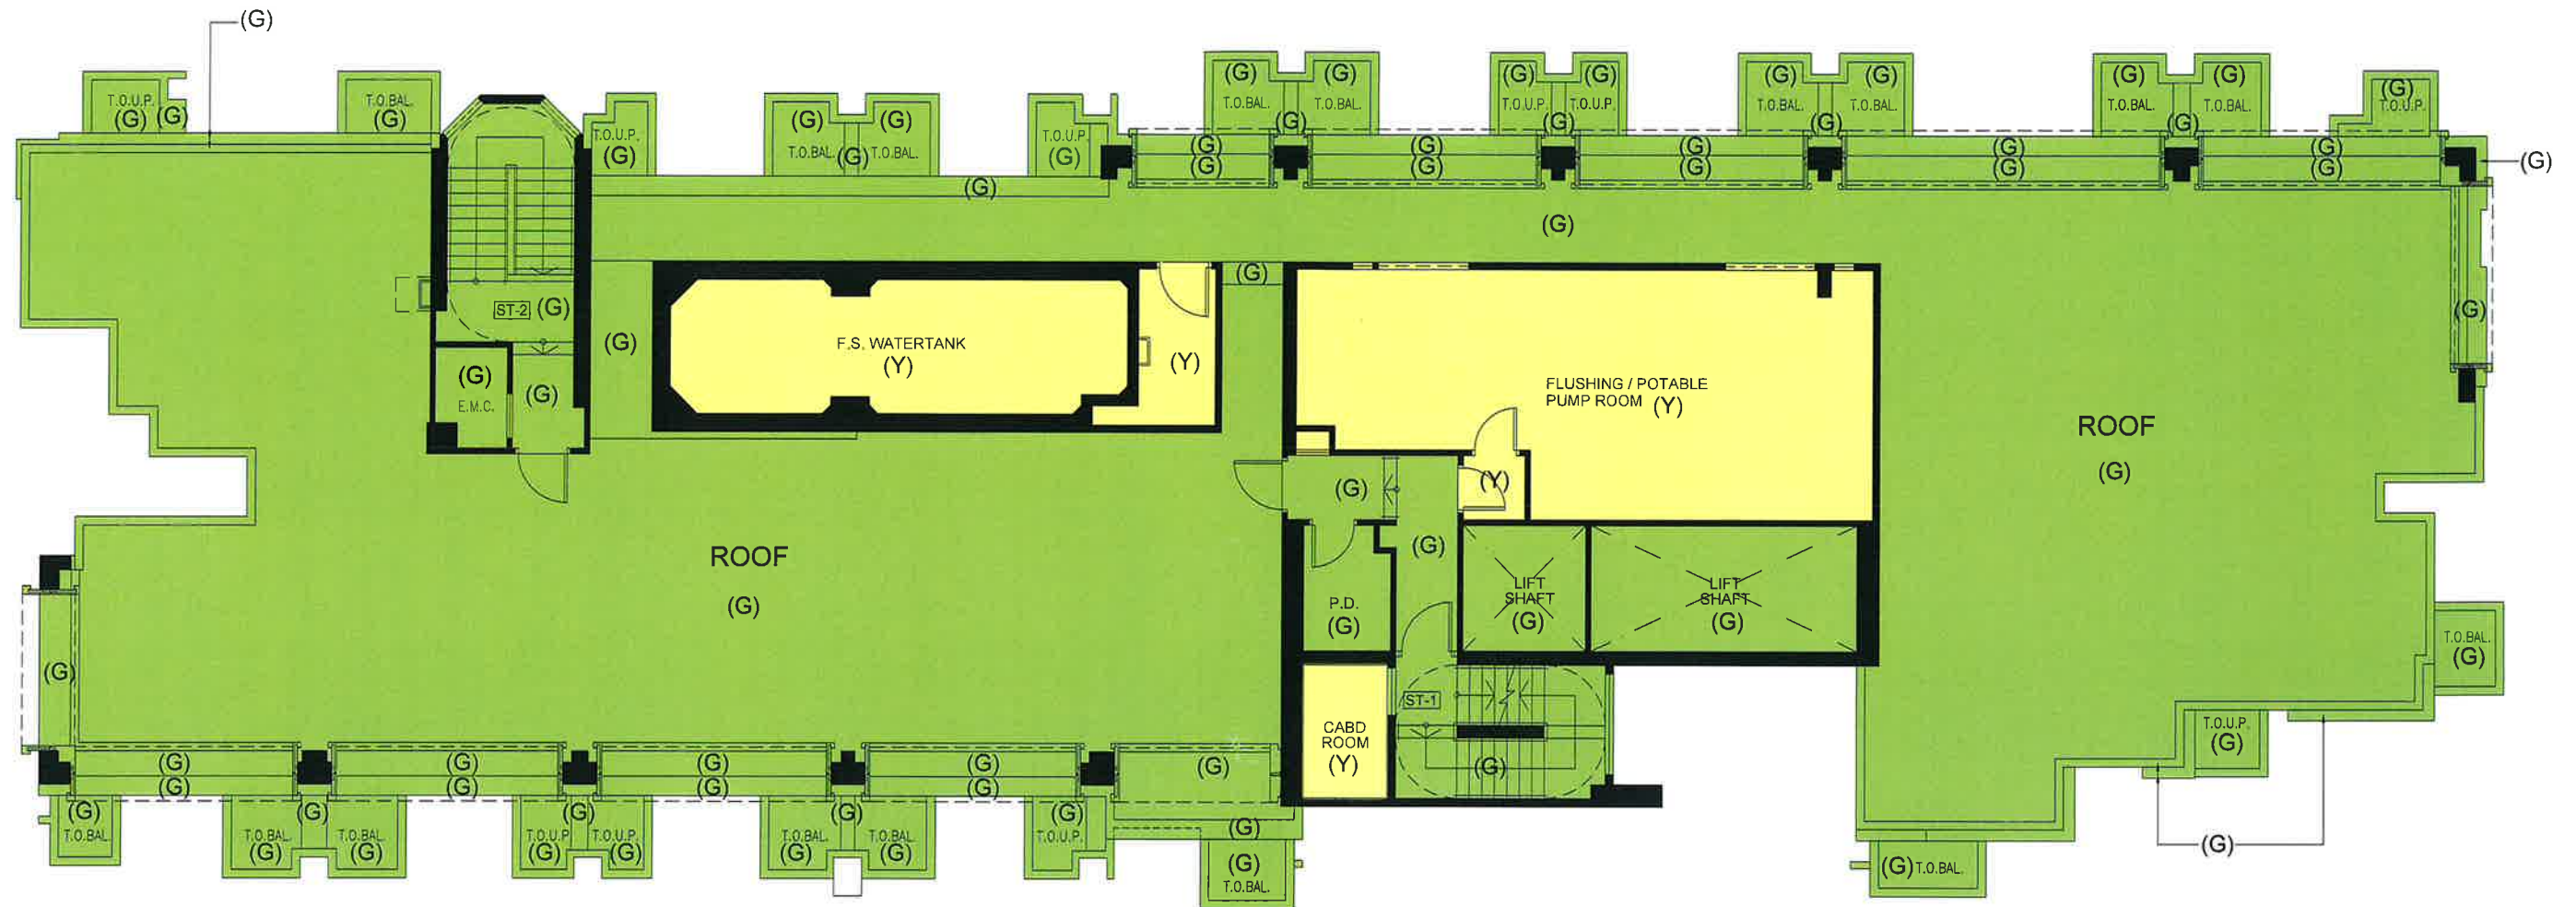 (G)
(G) (G) (G) (G) (G) (G) (G) (G) (G)
T.O.U.P. T.O.BAL. T.O.BAL. T.O.BAL. T.O.U.P. T.O.U.P. T.O.BAL. T.O.BAL. T.O.BAL. T.O.BAL. T.O.U.P.
(G) (G) (G) (G) (G) (G) (G) (G) (G)
T.O.U.P. T.O.U.P.
(G) T.O.BAL. (G) T.O.BAL. (G)
(G) (G) (G) (G) (G)
(G) (G) (G) (G) (G) (G)
(G)
(G)
(G)
ST-2 (G)
(G)
(G)
F.S. WATERTANK
(Y)
(Y)
(G)
E.M.C.
(G)
FLUSHING / POTABLE
PUMP ROOM (Y)
ROOF
(G)
(Y)
(G)
(G)
ROOF
(G)
LIFT
SHAFT
(G)
LIFT
SHAFT
(G)
P.D.
(G)
T.O.BAL.
(G)
(G)
ST-1
T.O.U.P.
(G)
CABD
ROOM
(Y)
(G)
(G) (G) (G) (G) (G)
(G) (G) (G) (G)
(G) (G) (G) (G) (G)
T.O.BAL. T.O.BAL. T.O.BAL. T.O.U.P. T.O.U.P. T.O.BAL. T.O.BAL. T.O.U.P.
(G) (G) (G) (G) (G) (G)
(G)
(G)
(G)
T.O.BAL.
(G) T.O.BAL.